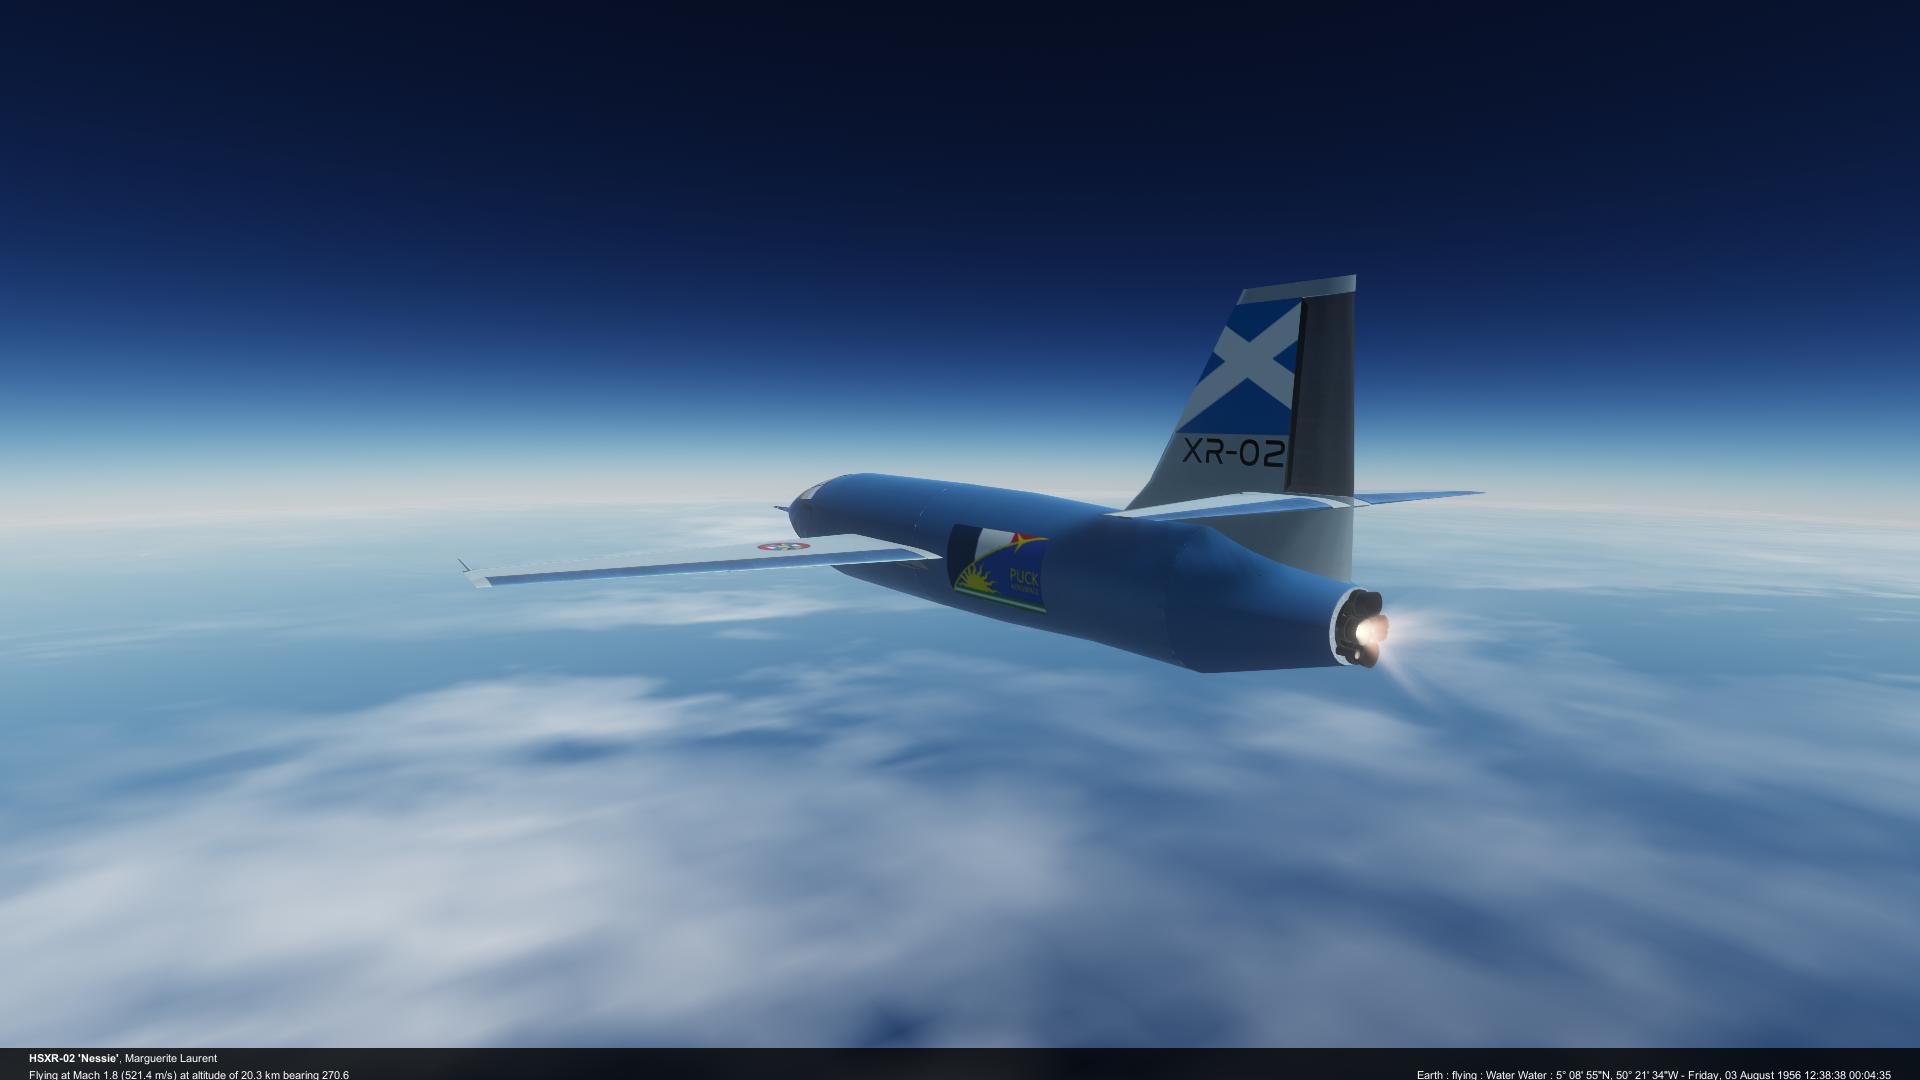 XR-02
PUCK
AEROSPACE
HSXR-02 'Nessie', Marguerite Laurent
Flying at Mach 1.8 (521.4 m/s) at altitude of 20.3 km bearing 270.6
Earth : flying : Water Water : 5° 08' 55"N, 50° 21' 34"W - Friday, 03 August 1956 12:38:38 00:04:35